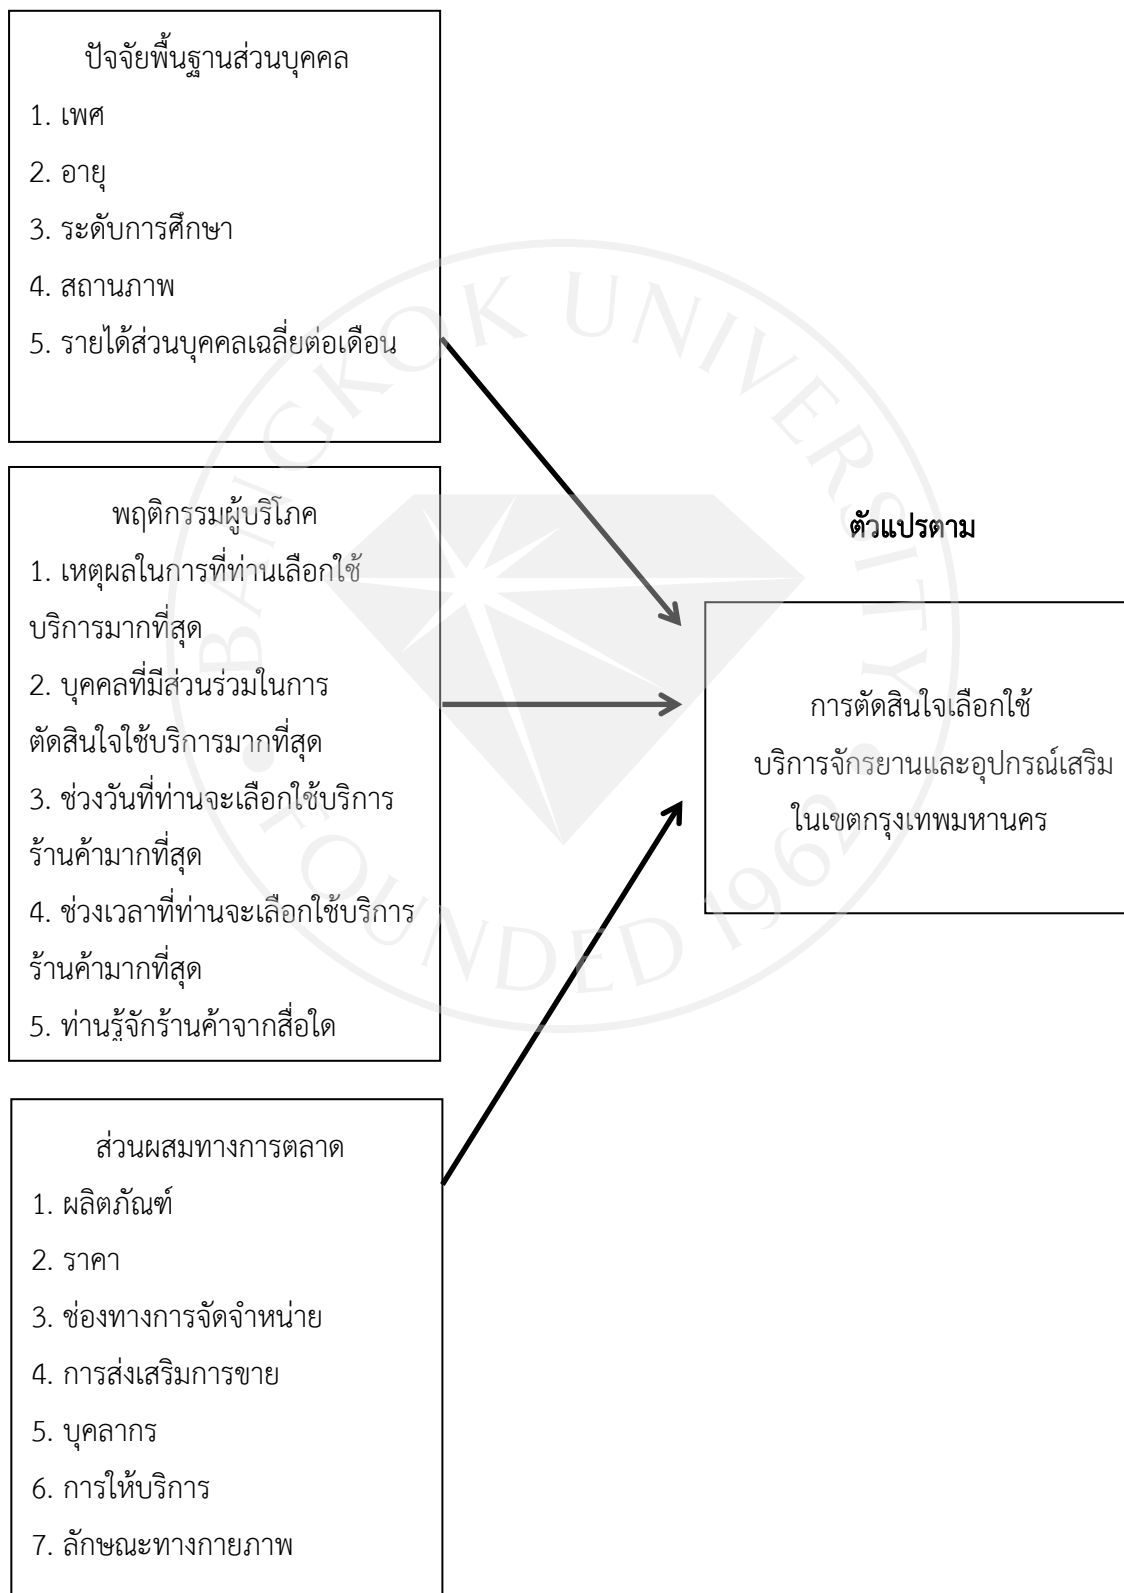 ปัจจัยพื้นฐานส่วนบุคคล
1. เพศ
2. อายุ
3. ระดับการศึกษา
4. สถานภาพ
5. รายได้ส่วนบุคคลเฉลี่ยต่อเดือน
พฤติกรรมผู้บริโภค
1. เหตุผลในการที่ท่านเลือกใช้
บริการมากที่สุด
2. บุคคลที่มีส่วนร่วมในการ
ตัดสินใจใช้บริการมากที่สุด
3. ช่วงวันที่ท่านจะเลือกใช้บริการ
ร้านค้ามากที่สุด
4. ช่วงเวลาที่ท่านจะเลือกใช้บริการ
ร้านค้ามากที่สุด
5. ท่านรู้จักร้านค้าจากสื่อใด
ส่วนผสมทางการตลาด
1. ผลิตภัณฑ์
2. ราคา
3. ช่องทางการจัดจำหน่าย
4. การส่งเสริมการขาย
5. บุคลากร
6. การให้บริการ
7. ลักษณะทางกายภาพ
ตัวแปรตาม
การตัดสินใจเลือกใช้
บริการจักรยานและอุปกรณ์เสริม
ในเขตกรุงเทพมหานคร
BANGKOK UNIVERSITY
FOUNDED 1962